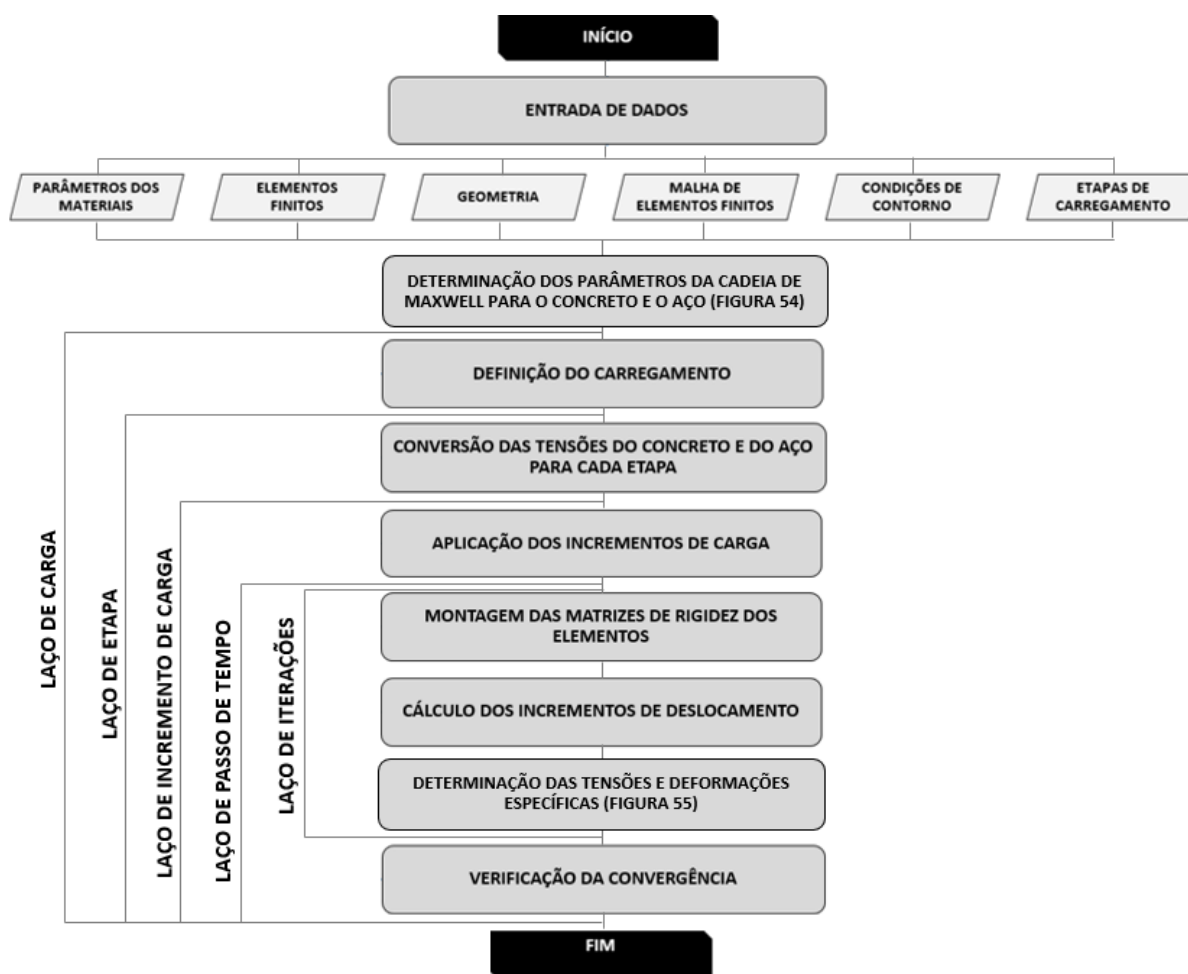 INÍCIO
ENTRADA DE DADOS
PARÂMETROS DOS
MATERIAIS
ELEMENTOS
FINITOS
GEOMETRIA
MALHA DE
ELEMENTOS FINITOS
CONDIÇÕES DE
CONTORNO
ETAPAS DE
CARREGAMENTO
DETERMINAÇÃO DOS PARÂMETROS DA CADEIA DE
MAXWELL PARA O CONCRETO E O AÇO (FIGURA 54)
DEFINIÇÃO DO CARREGAMENTO
CONVERSÃO DAS TENSÕES DO CONCRETO E DO AÇO
PARA CADA ETAPA
APLICAÇÃO DOS INCREMENTOS DE CARGA
MONTAGEM DAS MATRIZES DE RIGIDEZ DOS
ELEMENTOS
CÁLCULO DOS INCREMENTOS DE DESLOCAMENTO
DETERMINAÇÃO DAS TENSÕES E DEFORMAÇÕES
ESPECÍFICAS (FIGURA 55)
VERIFICAÇÃO DA CONVERGÊNCIA
FIM
LAÇO DE CARGA
LAÇO DE ETAPA
LAÇO DE INCREMENTO DE CARGA
LAÇO DE PASSO DE TEMPO
LAÇO DE ITERAÇÕES